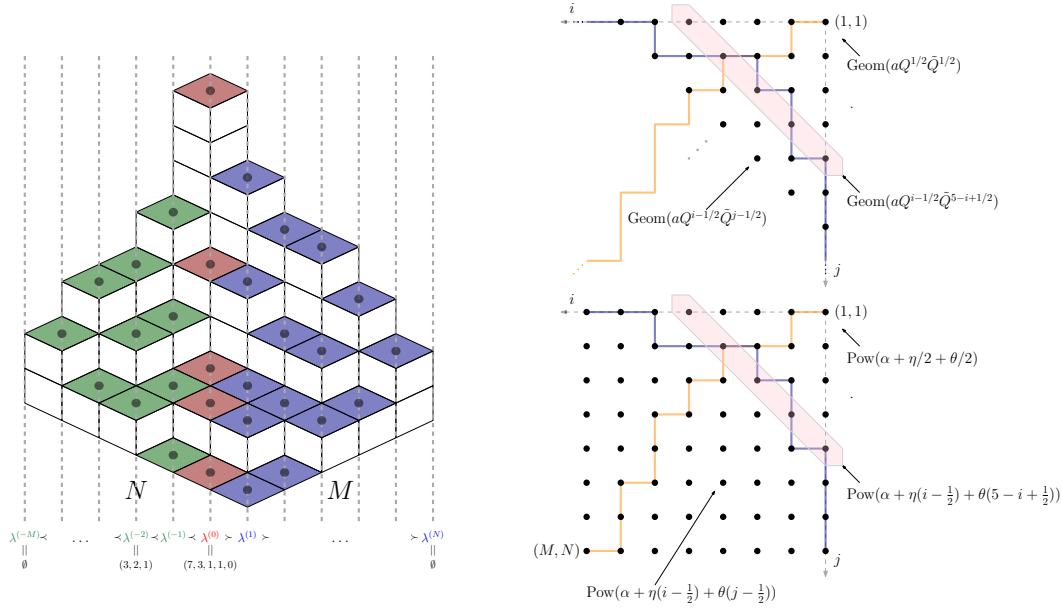 N
M
λ^(-M) ≺ ... ≺ λ^(-2) ≺ λ^(-1) ≺ λ^(0) ≻ λ^(1) ≻ ... ≻ λ^(N)
|| || || ||
∅ (3, 2, 1) (7, 3, 1, 1, 0) ∅
i
(1, 1)
Geom(aQ^{1/2}Q̃^{1/2})
Geom(aQ^{i−1/2}Q̃^{5−i+1/2})
Geom(aQ^{i−1/2}Q̃^{j−1/2})
j
i
(1, 1)
Pow(α + η/2 + θ/2)
Pow(α + η(i − 1/2) + θ(5 − i + 1/2))
(M, N)
j
Pow(α + η(i − 1/2) + θ(j − 1/2))